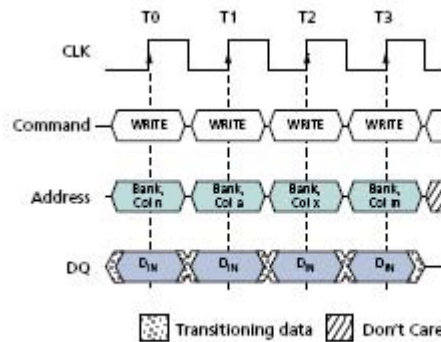 T0 T1 T2 T3
CLK
Command WRITE WRITE WRITE WRITE
Address Bank, Col n Bank, Col a Bank, Col x Bank, Col m
DQ DIN DIN DIN DIN
Transitioning data Don't Care